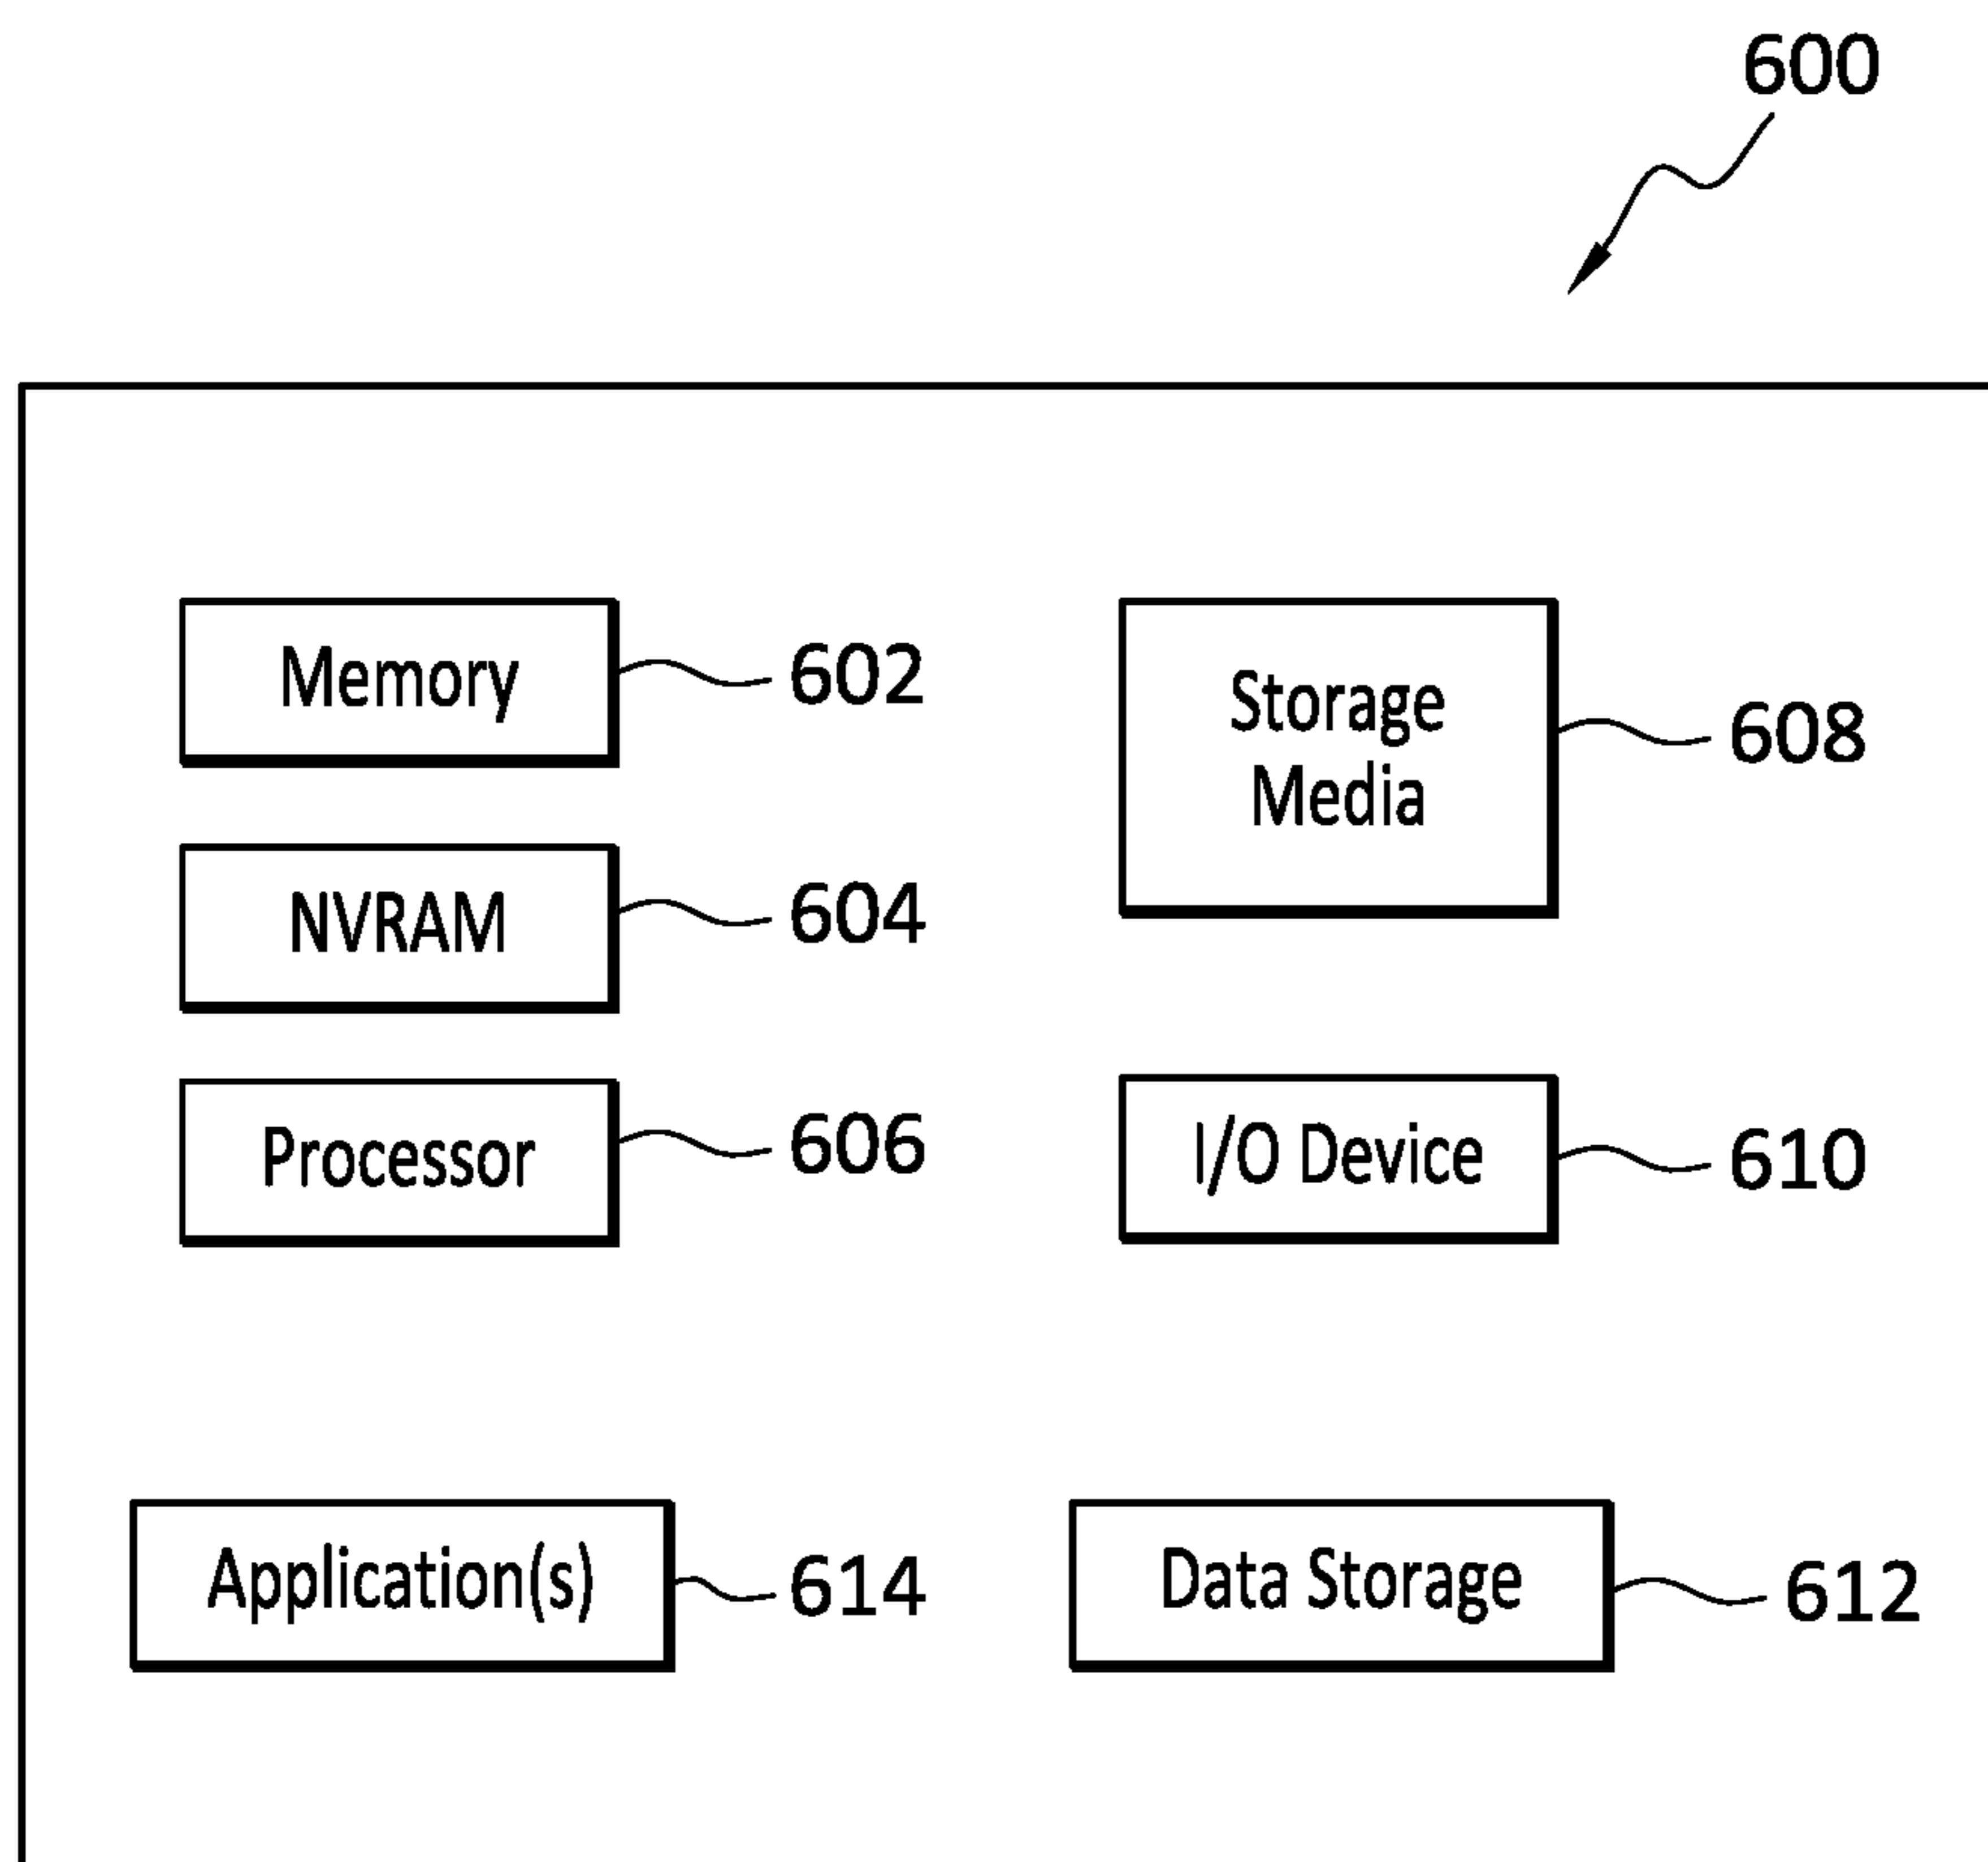 600
Memory
602
NVRAM
604
Processor
606
Storage
Media
608
I/O Device
610
Application(s)
614
Data Storage
612